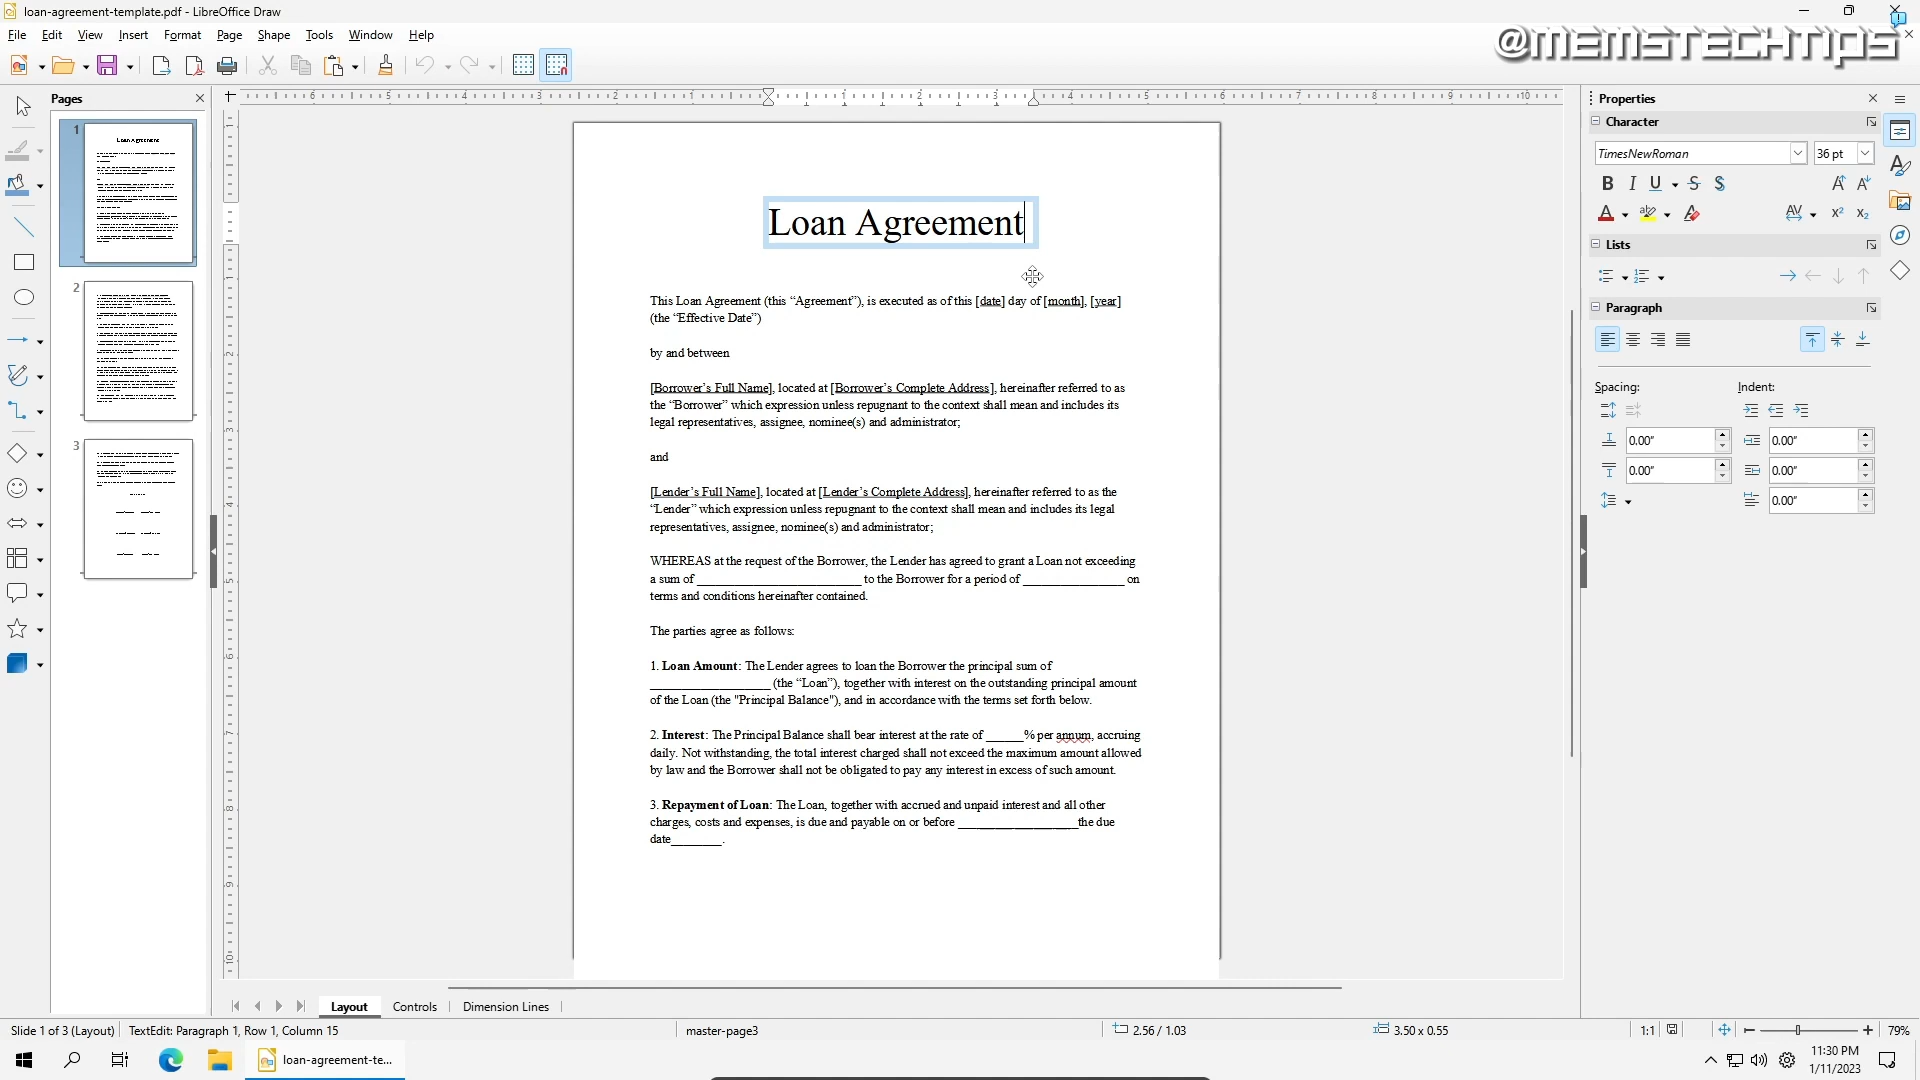 loan-agreement-template.pdf - LibreOffice Draw
File Edit View Insert Format Page Shape Tools Window Help
@MEMSTECHTIPS
Pages
Properties
Character
TimesNewRoman 36 pt
Lists
Paragraph
Spacing: Indent:
0.00" 0.00"
0.00" 0.00"
0.00"
1
Loan Agreement
2
3
Loan Agreement
This Loan Agreement (this “Agreement”), is executed as of this [date] day of [month], [year]
(the “Effective Date”)
by and between
[Borrower’s Full Name], located at [Borrower’s Complete Address], hereinafter referred to as
the “Borrower” which expression unless repugnant to the context shall mean and includes its
legal representatives, assignee, nominee(s) and administrator;
and
[Lender’s Full Name], located at [Lender’s Complete Address], hereinafter referred to as the
“Lender” which expression unless repugnant to the context shall mean and includes its legal
representatives, assignee, nominee(s) and administrator;
WHEREAS at the request of the Borrower, the Lender has agreed to grant a Loan not exceeding
a sum of __________________________ to the Borrower for a period of ________________ on
terms and conditions hereinafter contained.
The parties agree as follows:
1. Loan Amount: The Lender agrees to loan the Borrower the principal sum of
___________________ (the “Loan”), together with interest on the outstanding principal amount
of the Loan (the "Principal Balance"), and in accordance with the terms set forth below.
2. Interest: The Principal Balance shall bear interest at the rate of ______% per annum, accruing
daily. Not withstanding, the total interest charged shall not exceed the maximum amount allowed
by law and the Borrower shall not be obligated to pay any interest in excess of such amount.
3. Repayment of Loan: The Loan, together with accrued and unpaid interest and all other
charges, costs and expenses, is due and payable on or before ___________________the due
date________.
Layout Controls Dimension Lines
Slide 1 of 3 (Layout) TextEdit: Paragraph 1, Row 1, Column 15 master-page3 2.56 / 1.03 3.50 x 0.55 1:1 79%
loan-agreement-te...
11:30 PM
1/11/2023